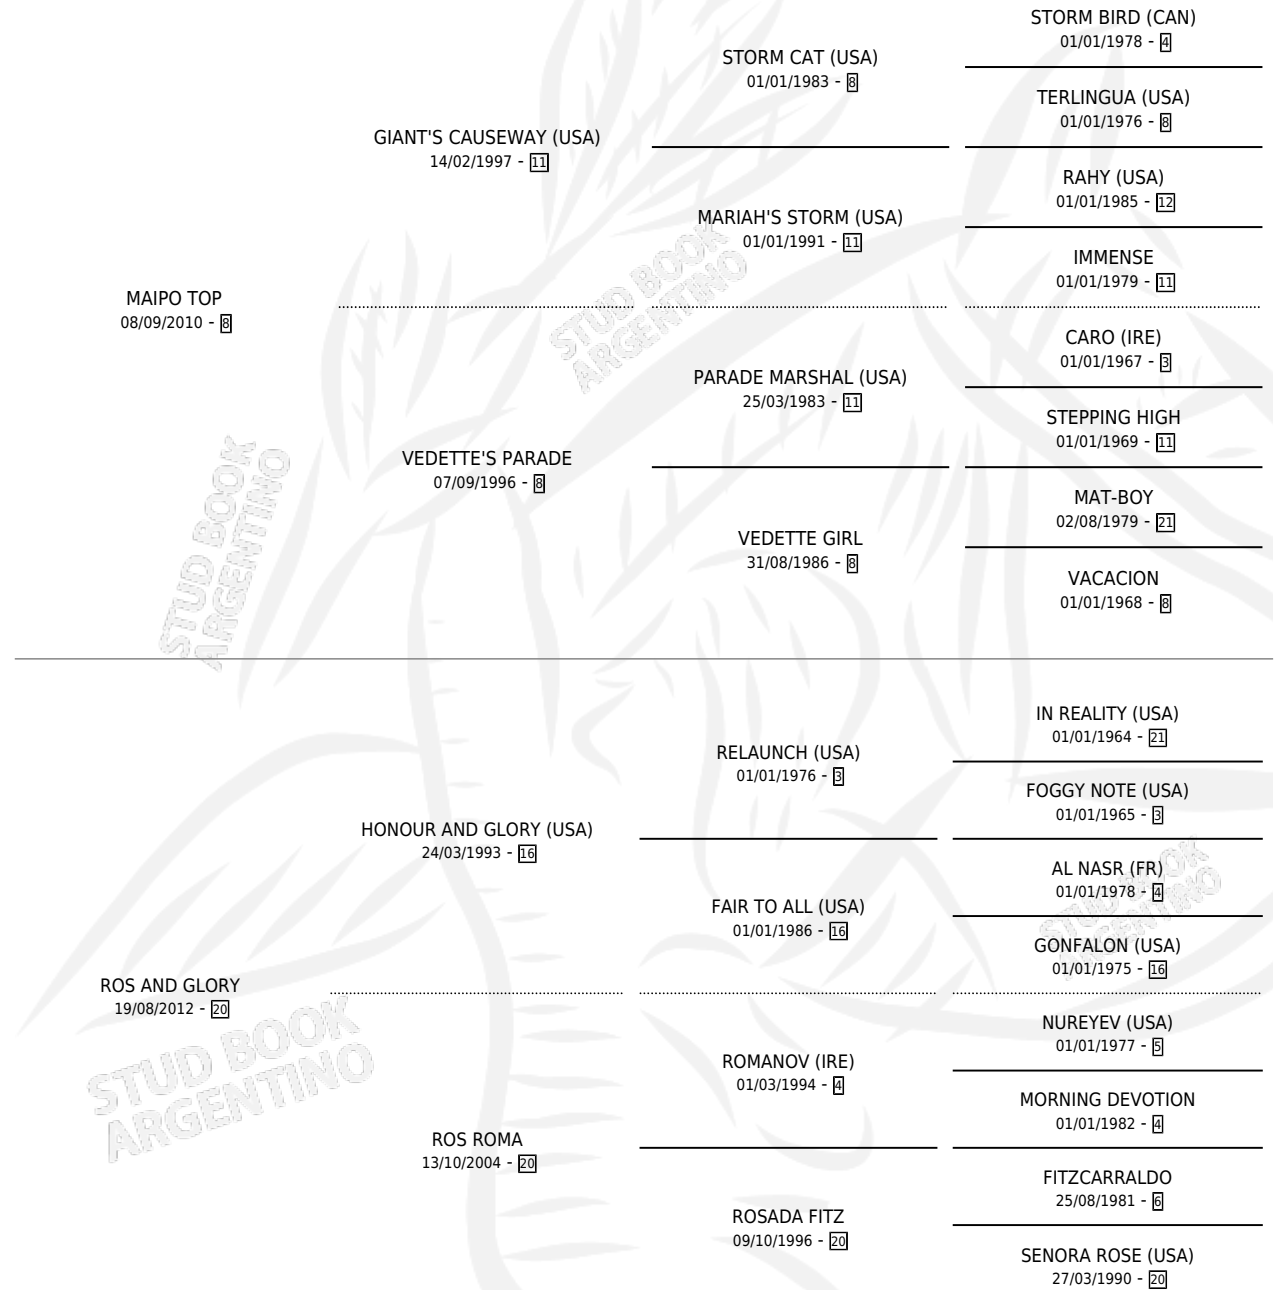 STORM BIRD (CAN)
01/01/1978 - 4
STORM CAT (USA)
01/01/1983 - 8
TERLINGUA (USA)
01/01/1976 - 8
GIANT'S CAUSEWAY (USA)
14/02/1997 - 11
RAHY (USA)
01/01/1985 - 12
MARIAH'S STORM (USA)
01/01/1991 - 11
IMMENSE
01/01/1979 - 11
MAIPO TOP
08/09/2010 - 8
CARO (IRE)
01/01/1967 - 3
PARADE MARSHAL (USA)
25/03/1983 - 11
STEPPING HIGH
01/01/1969 - 11
VEDETTE'S PARADE
07/09/1996 - 8
MAT-BOY
02/08/1979 - 21
VEDETTE GIRL
31/08/1986 - 8
VACACION
01/01/1968 - 8
IN REALITY (USA)
01/01/1964 - 21
RELAUNCH (USA)
01/01/1976 - 3
FOGGY NOTE (USA)
01/01/1965 - 3
HONOUR AND GLORY (USA)
24/03/1993 - 16
AL NASR (FR)
01/01/1978 - 4
FAIR TO ALL (USA)
01/01/1986 - 16
GONFALON (USA)
01/01/1975 - 16
ROS AND GLORY
19/08/2012 - 20
NUREYEV (USA)
01/01/1977 - 5
ROMANOV (IRE)
01/03/1994 - 4
MORNING DEVOTION
01/01/1982 - 4
ROS ROMA
13/10/2004 - 20
FITZCARRALDO
25/08/1981 - 6
ROSADA FITZ
09/10/1996 - 20
SENORA ROSE (USA)
27/03/1990 - 20
STUD BOOK
ARGENTINO
STUD BOOK
ARGENTINO
STUD BOOK
ARGENTINO
STUD BOOK
ARGENTINO